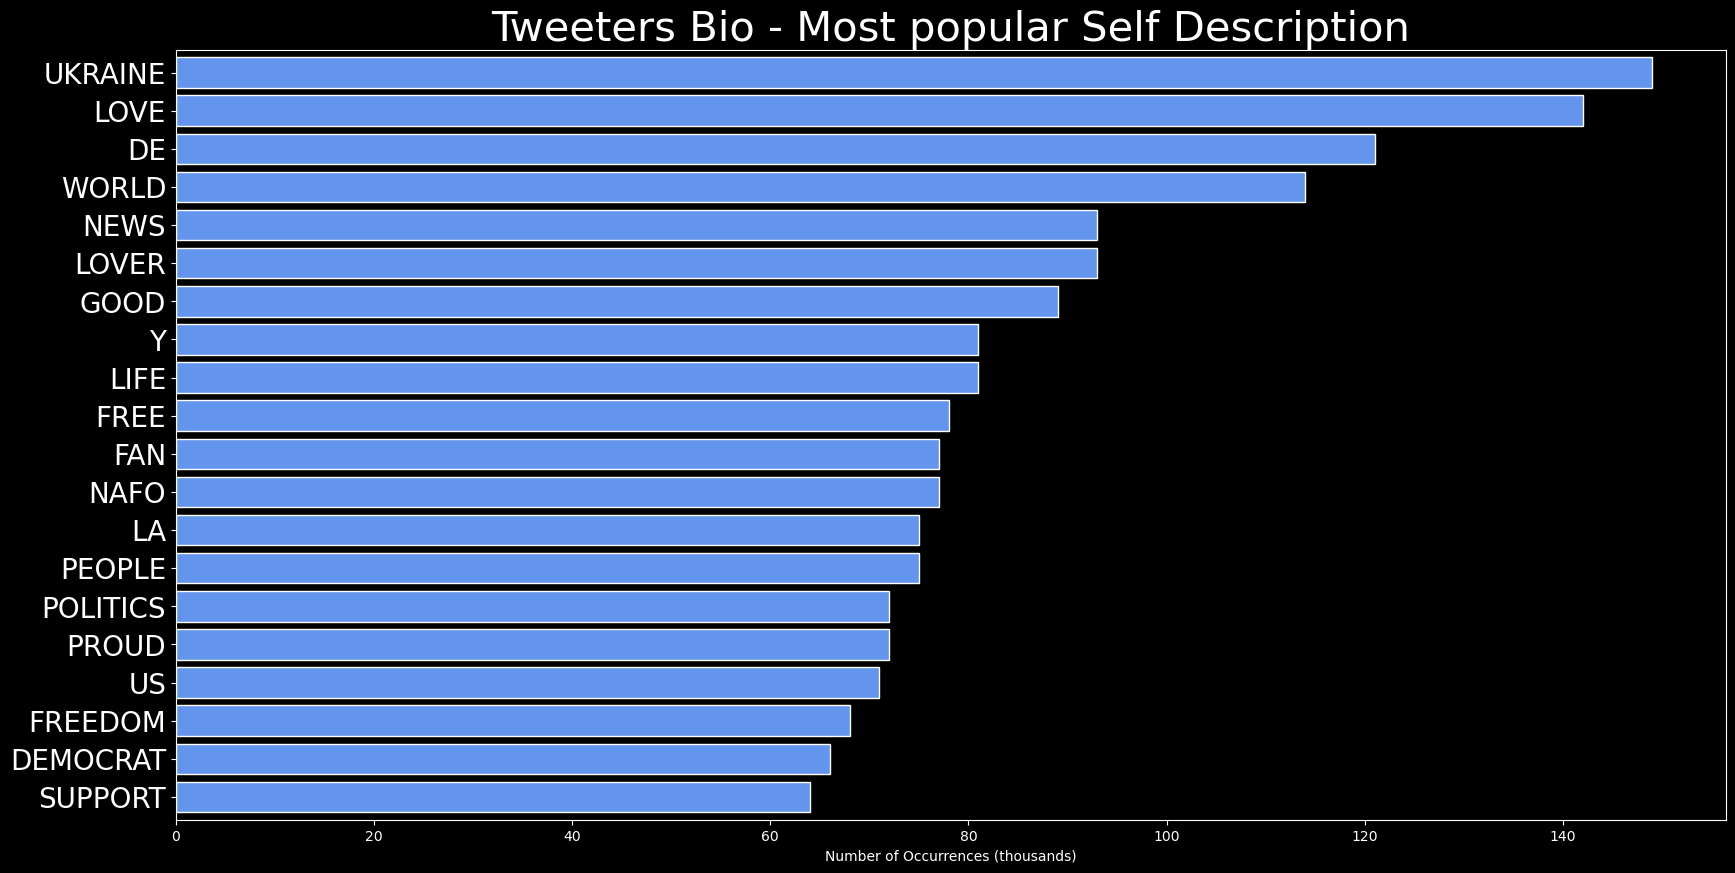 Tweeters Bio - Most popular Self Description
UKRAINE
LOVE
DE
WORLD
NEWS
LOVER
GOOD
Y
LIFE
FREE
FAN
NAFO
LA
PEOPLE
POLITICS
PROUD
US
FREEDOM
DEMOCRAT
SUPPORT
0 20 40 60 80 100 120 140
Number of Occurrences (thousands)